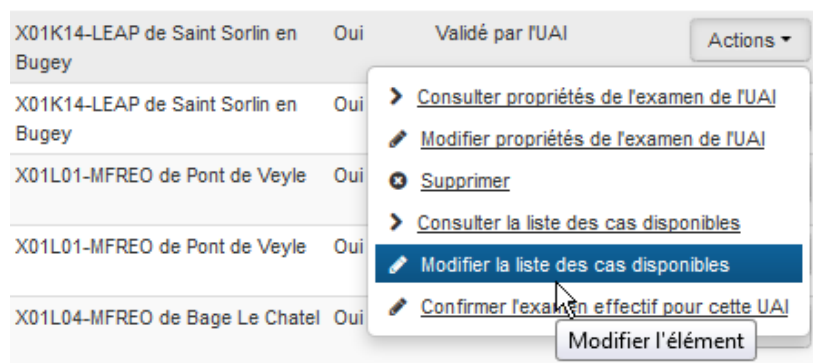 X01K14-LEAP de Saint Sorlin en Oui Validé par l'UAI Actions
Bugey
X01K14-LEAP de Saint Sorlin en Oui
Bugey
X01L01-MFREO de Pont de Veyle Oui
X01L01-MFREO de Pont de Veyle Oui
X01L04-MFREO de Bage Le Chatel Oui
Consulter propriétés de l'examen de l'UAI
Modifier propriétés de l'examen de l'UAI
Supprimer
Consulter la liste des cas disponibles
Modifier la liste des cas disponibles
Confirmer l'examen effectif pour cette UAI
Modifier l'élément